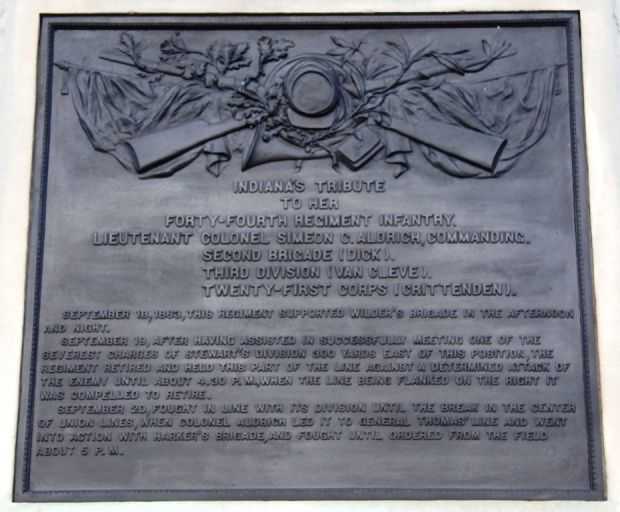 INDIANA'S TRIBUTE
TO HER
FORTY-FOURTH REGIMENT INFANTRY.
LIEUTENANT COLONEL SIMEON C. ALDRICH, COMMANDING.
SECOND BRIGADE (DICK).
THIRD DIVISION (VAN CLEVE).
TWENTY-FIRST CORPS (CRITTENDEN).
SEPTEMBER 18, 1863, THIS REGIMENT SUPPORTED WILDER'S BRIGADE IN THE AFTERNOON
AND NIGHT.
SEPTEMBER 19, AFTER HAVING ASSISTED IN SUCCESSFULLY MEETING ONE OF THE
SEVEREST CHARGES OF STEWART'S DIVISION 300 YARDS EAST OF THIS POSITION, THE
REGIMENT RETIRED AND HELD THIS PART OF THE LINE AGAINST A DETERMINED ATTACK OF
THE ENEMY UNTIL ABOUT 4.30 P.M., WHEN THE LINE BEING FLANKED ON THE RIGHT IT
WAS COMPELLED TO RETIRE.
SEPTEMBER 20, FOUGHT IN LINE WITH ITS DIVISION UNTIL THE BREAK IN THE CENTER
OF UNION LINES, WHEN COLONEL ALDRICH LED IT TO GENERAL THOMAS' LINE AND WENT
INTO ACTION WITH HARKER'S BRIGADE, AND FOUGHT UNTIL ORDERED FROM THE FIELD
ABOUT 5 P.M.